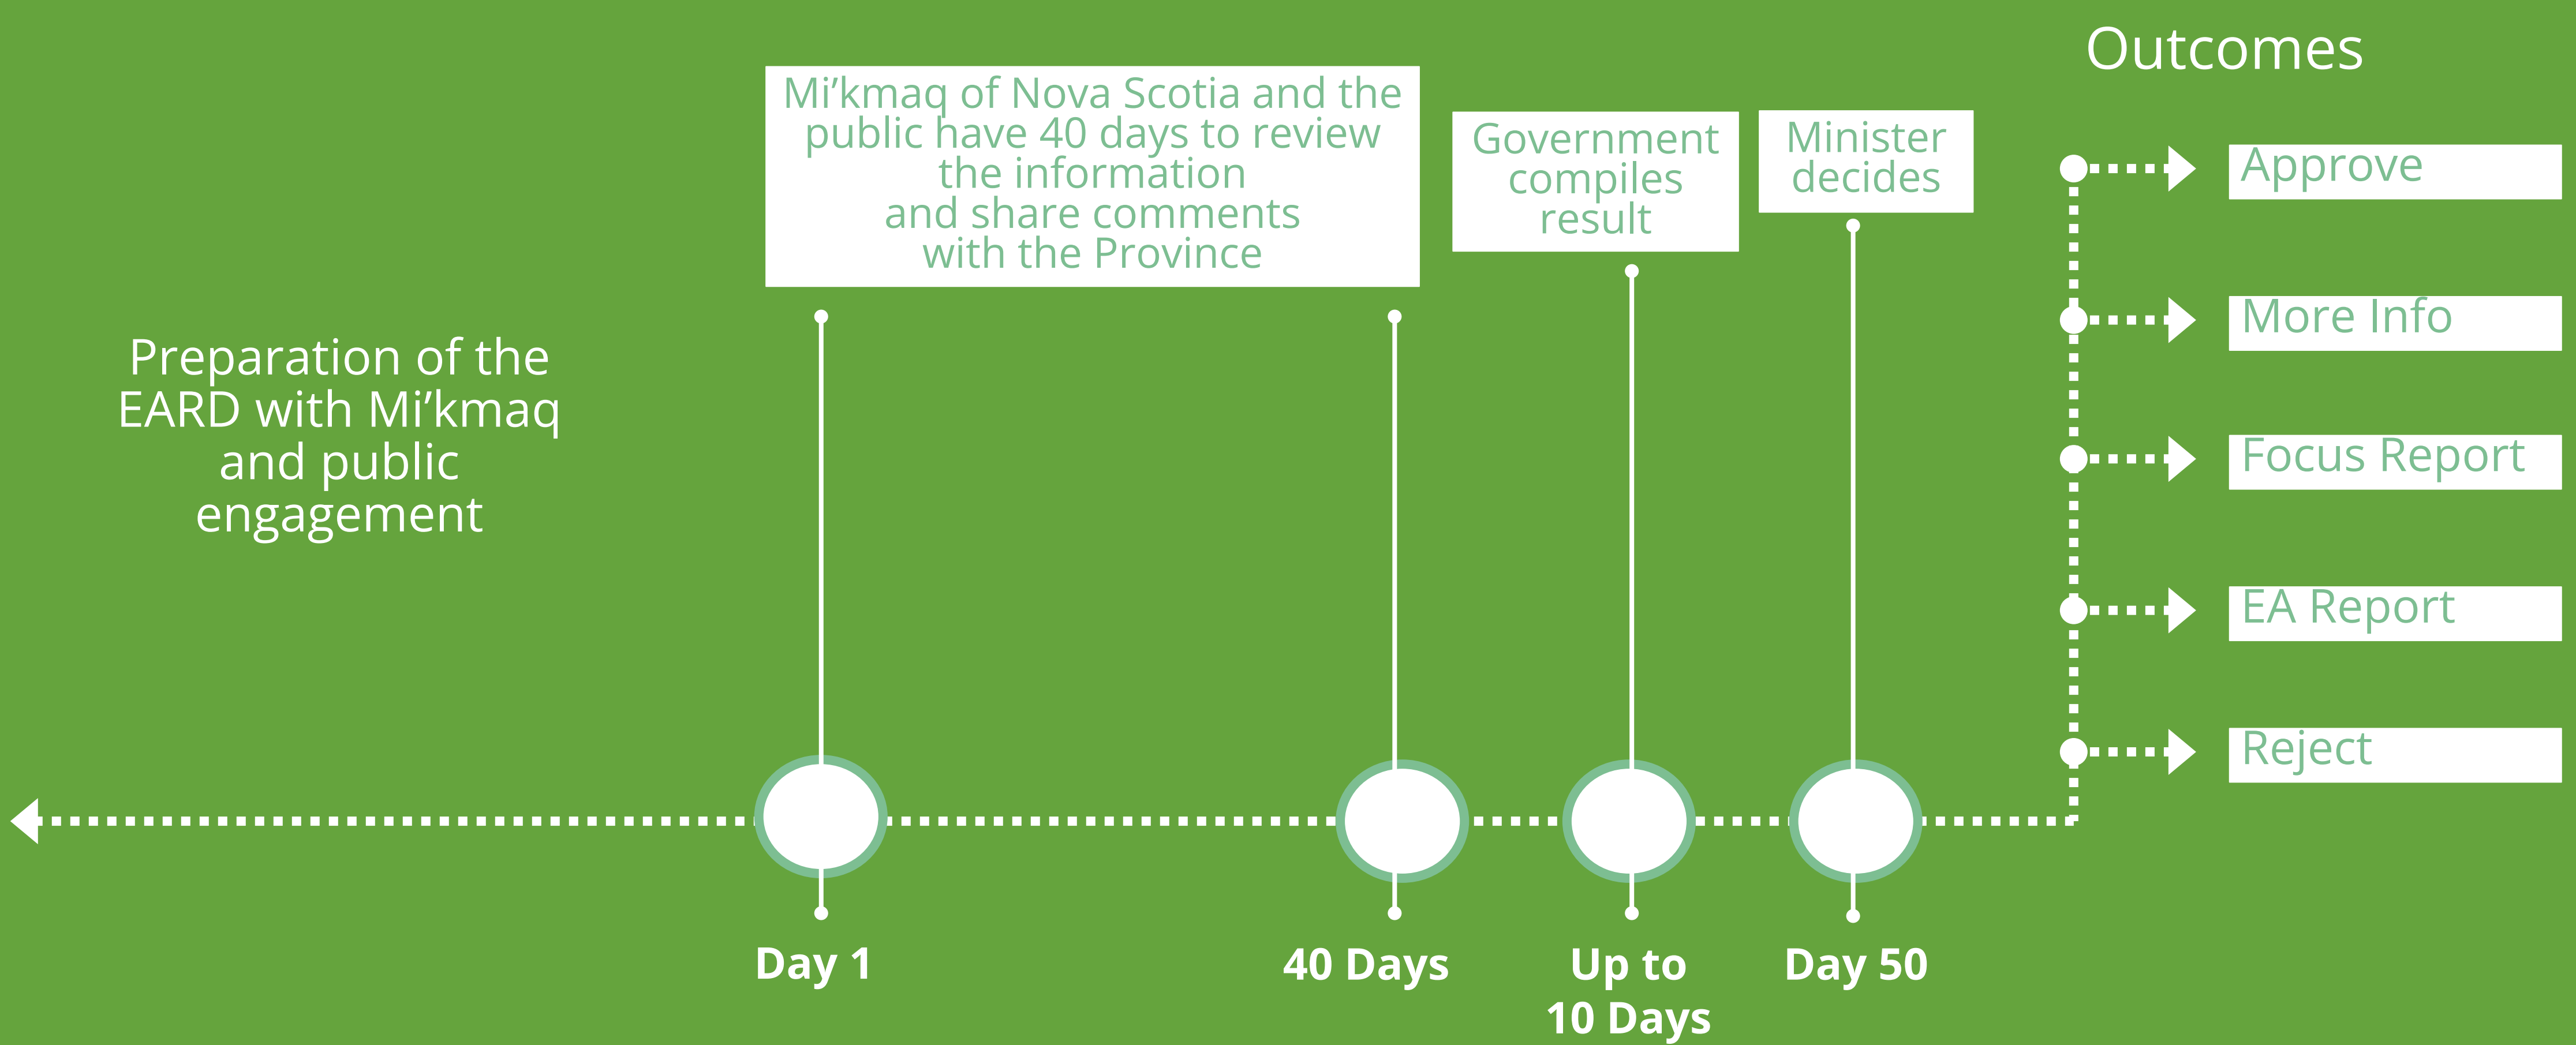 Preparation of the
EARD with Mi’kmaq
and public
engagement
Mi’kmaq of Nova Scotia and the
public have 40 days to review
the information
and share comments
with the Province
Government
compiles
result
Minister
decides
Outcomes
Approve
More Info
Focus Report
EA Report
Reject
Day 1
40 Days
Up to
10 Days
Day 50